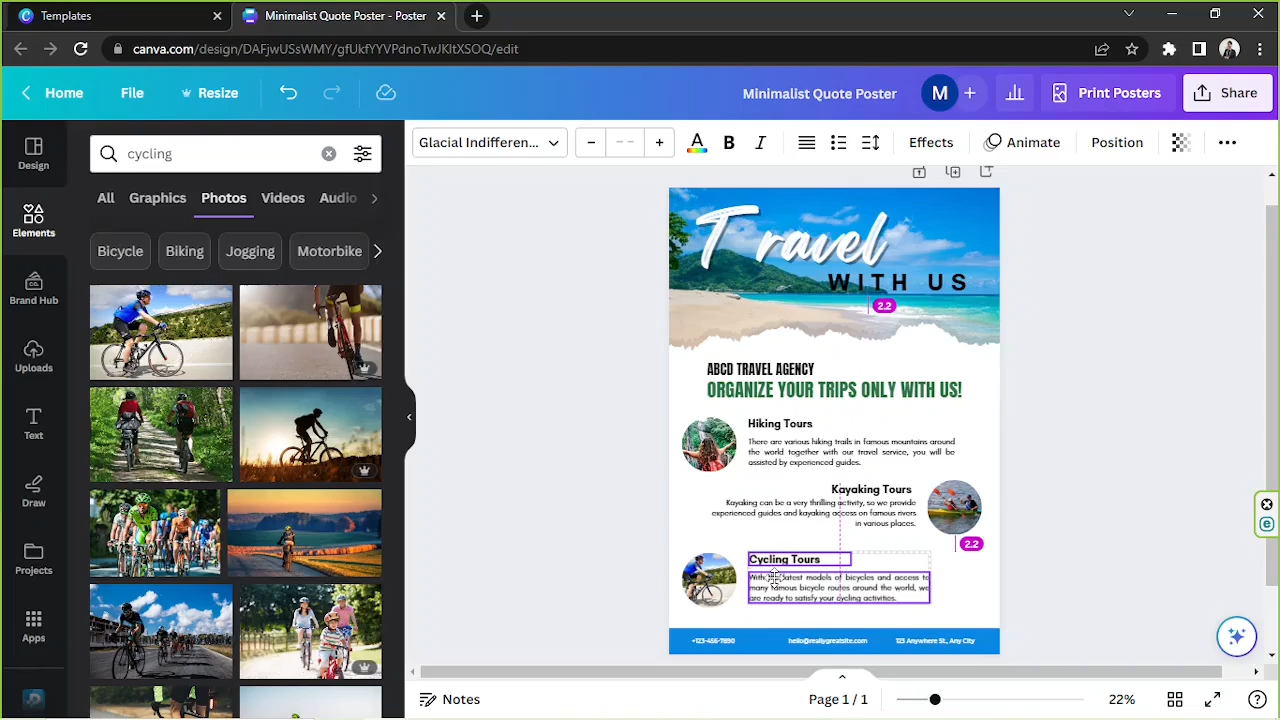 Templates
Minimalist Quote Poster - Poster
canva.com/design/DAFjwUSsWMY/gfUkfYYVPdnoTwJKItXSOQ/edit
Home
File
Resize
Minimalist Quote Poster
M
Print Posters
Share
cycling
Glacial Indifferen...
- -
A
B
I
Effects
Animate
Position
Design
Elements
Brand Hub
Uploads
Text
Draw
Projects
Apps
All
Graphics
Photos
Videos
Audio
Bicycle
Biking
Jogging
Motorbike
Travel
WITH US
2.2
ABCD TRAVEL AGENCY
ORGANIZE YOUR TRIPS ONLY WITH US!
Hiking Tours
There are various hiking trails in famous mountains around
the world together with our travel service, you will be
assisted by experienced guides.
Kayaking Tours
Kayaking can be a very thrilling activity, so we provide
experienced guides and kayaking access on famous rivers
in various places.
2.2
Cycling Tours
With latest models of bicycles and access to
many famous bicycle routes around the world, we
are ready to satisfy your cycling activities.
+123-456-7890
hello@reallygreatsite.com
123 Anywhere St., Any City
Notes
Page 1 / 1
22%